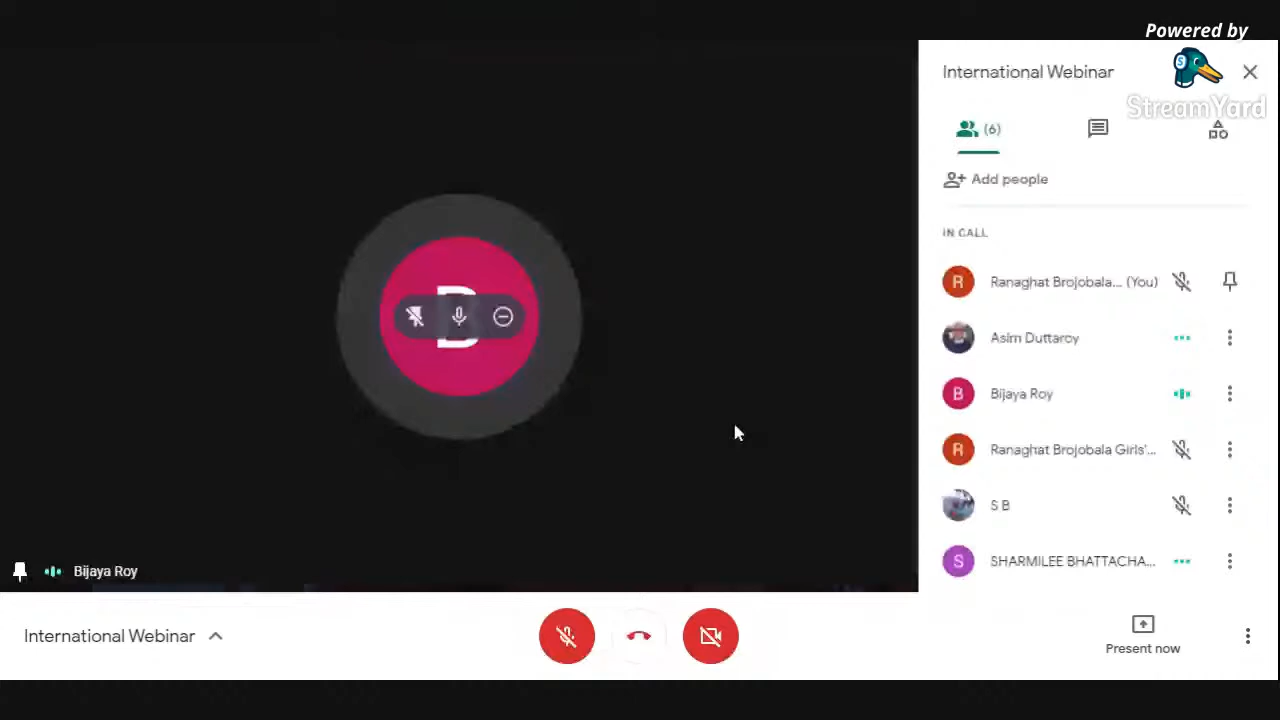 Powered by
StreamYard
International Webinar
(6)
Add people
IN CALL
R Ranaghat Brojobala... (You)
Asim Duttaroy
B Bijaya Roy
R Ranaghat Brojobala Girls'...
S B
S SHARMILEE BHATTACHA...
B
Bijaya Roy
International Webinar
Present now